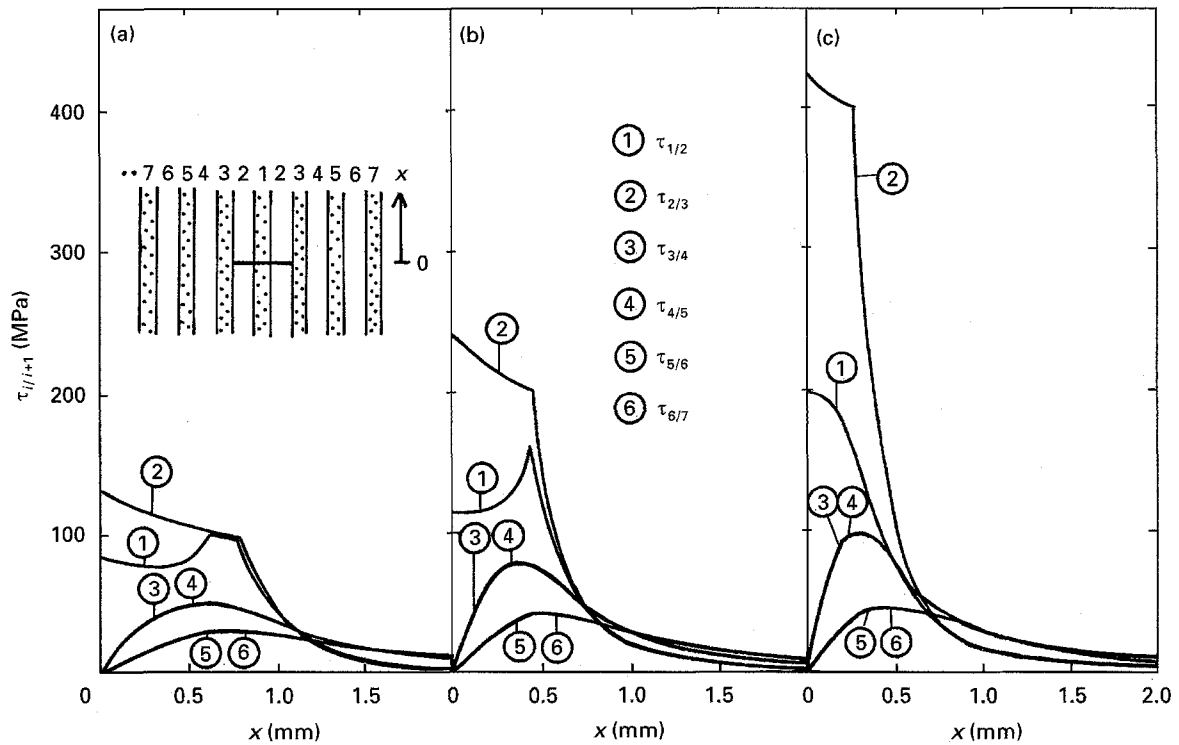 (a)
(b)
(c)
400
300
200
100
0
τi/i+1 (MPa)
·· 7 6 5 4 3 2 1 2 3 4 5 6 7 x
0
① τ1/2
② τ2/3
③ τ3/4
④ τ4/5
⑤ τ5/6
⑥ τ6/7
②
①
③ ④
⑤ ⑥
②
①
③ ④
⑤ ⑥
②
①
③ ④
⑤ ⑥
0 0.5 1.0 1.5 0 0.5 1.0 1.5 0 0.5 1.0 1.5 2.0
x (mm) x (mm) x (mm)